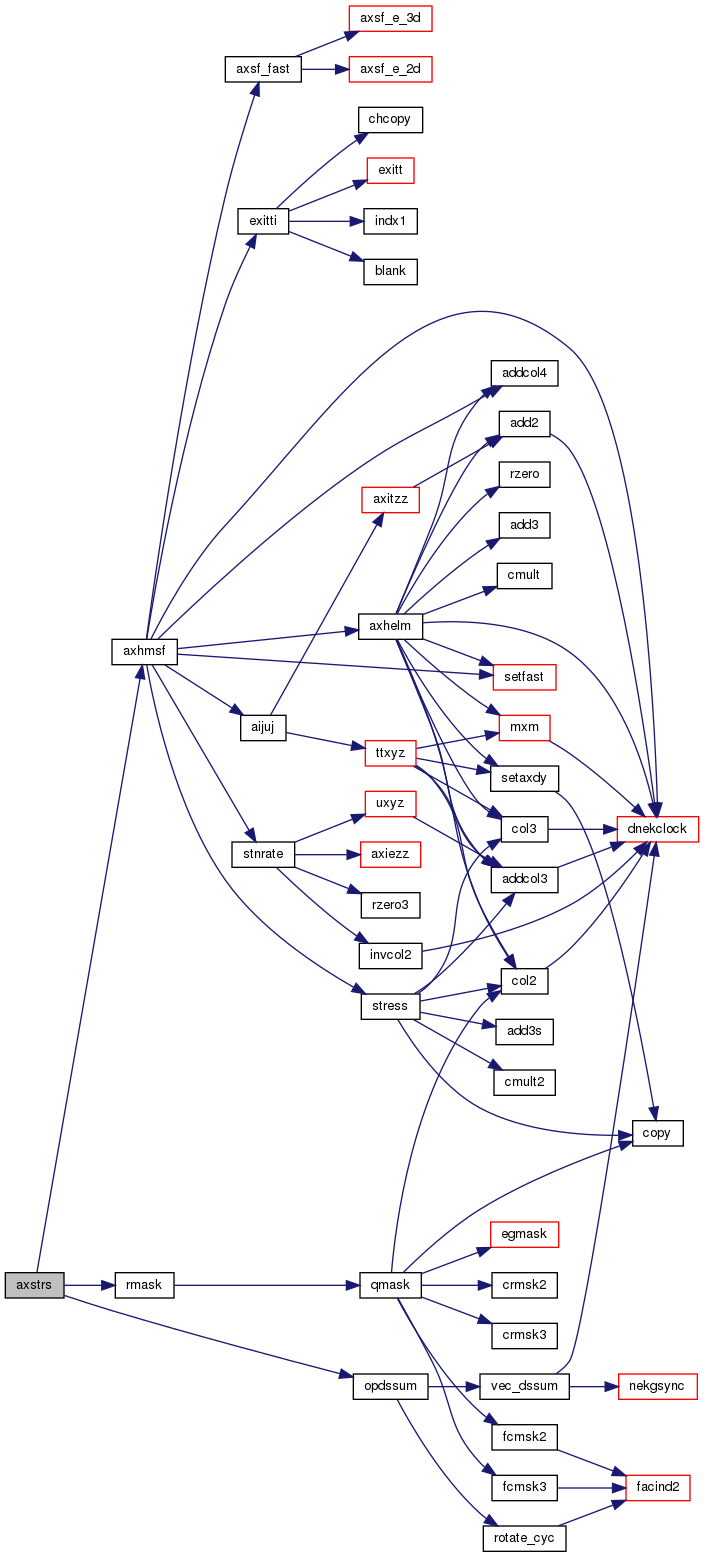 axsf_e_3d
axsf_fast
axsf_e_2d
chcopy
exitt
exitti
indx1
blank
addcol4
add2
rzero
axitzz
add3
cmult
axhelm
axhmsf
setfast
aijuj
mxm
ttxyz
setaxdy
uxyz
col3
dnekclock
stnrate
axiezz
addcol3
rzero3
invcol2
col2
stress
add3s
cmult2
copy
egmask
axstrs
rmask
qmask
crmsk2
crmsk3
opdssum
vec_dssum
nekgsync
fcmsk2
fcmsk3
facind2
rotate_cyc